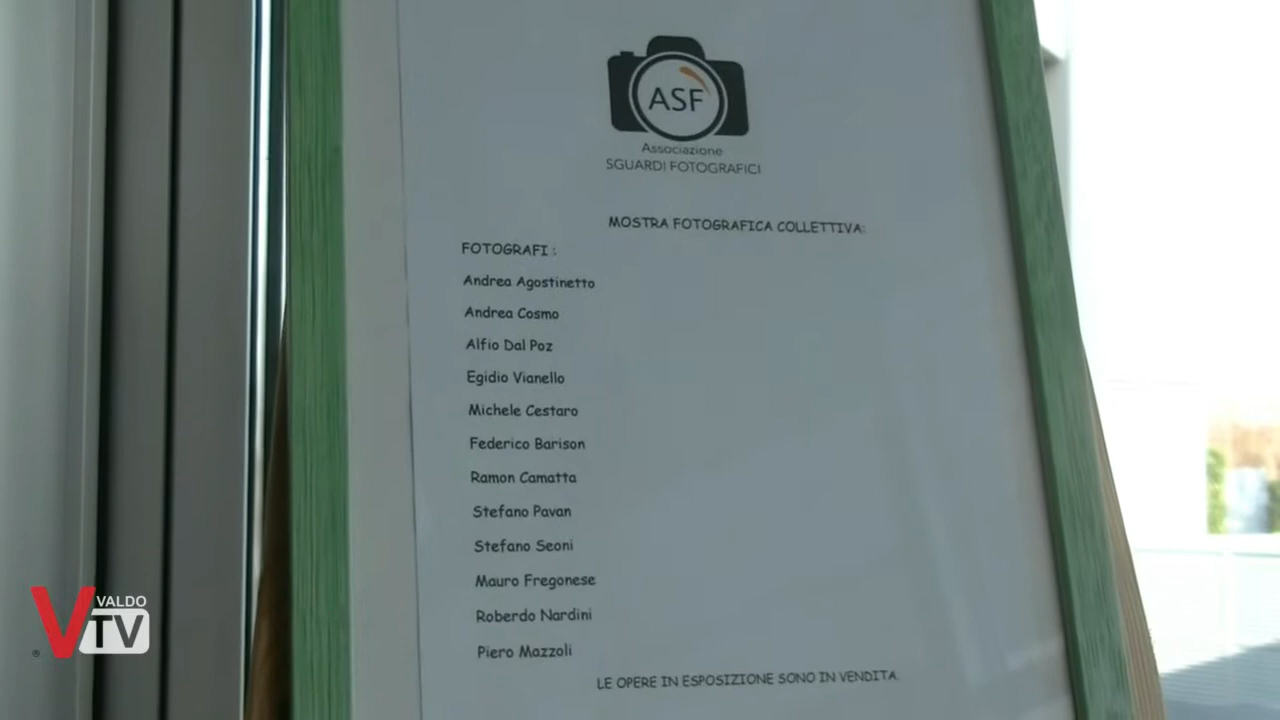 ASF
Associazione
SGUARDI FOTOGRAFICI
MOSTRA FOTOGRAFICA COLLETTIVA:
FOTOGRAFI :
Andrea Agostinetto
Andrea Cosmo
Alfio Dal Poz
Egidio Vianello
Michele Cestaro
Federico Barison
Ramon Camatta
Stefano Pavan
Stefano Seoni
Mauro Fregonese
Roberdo Nardini
Piero Mazzoli
LE OPERE IN ESPOSIZIONE SONO IN VENDITA.
VALDO
VTV
®